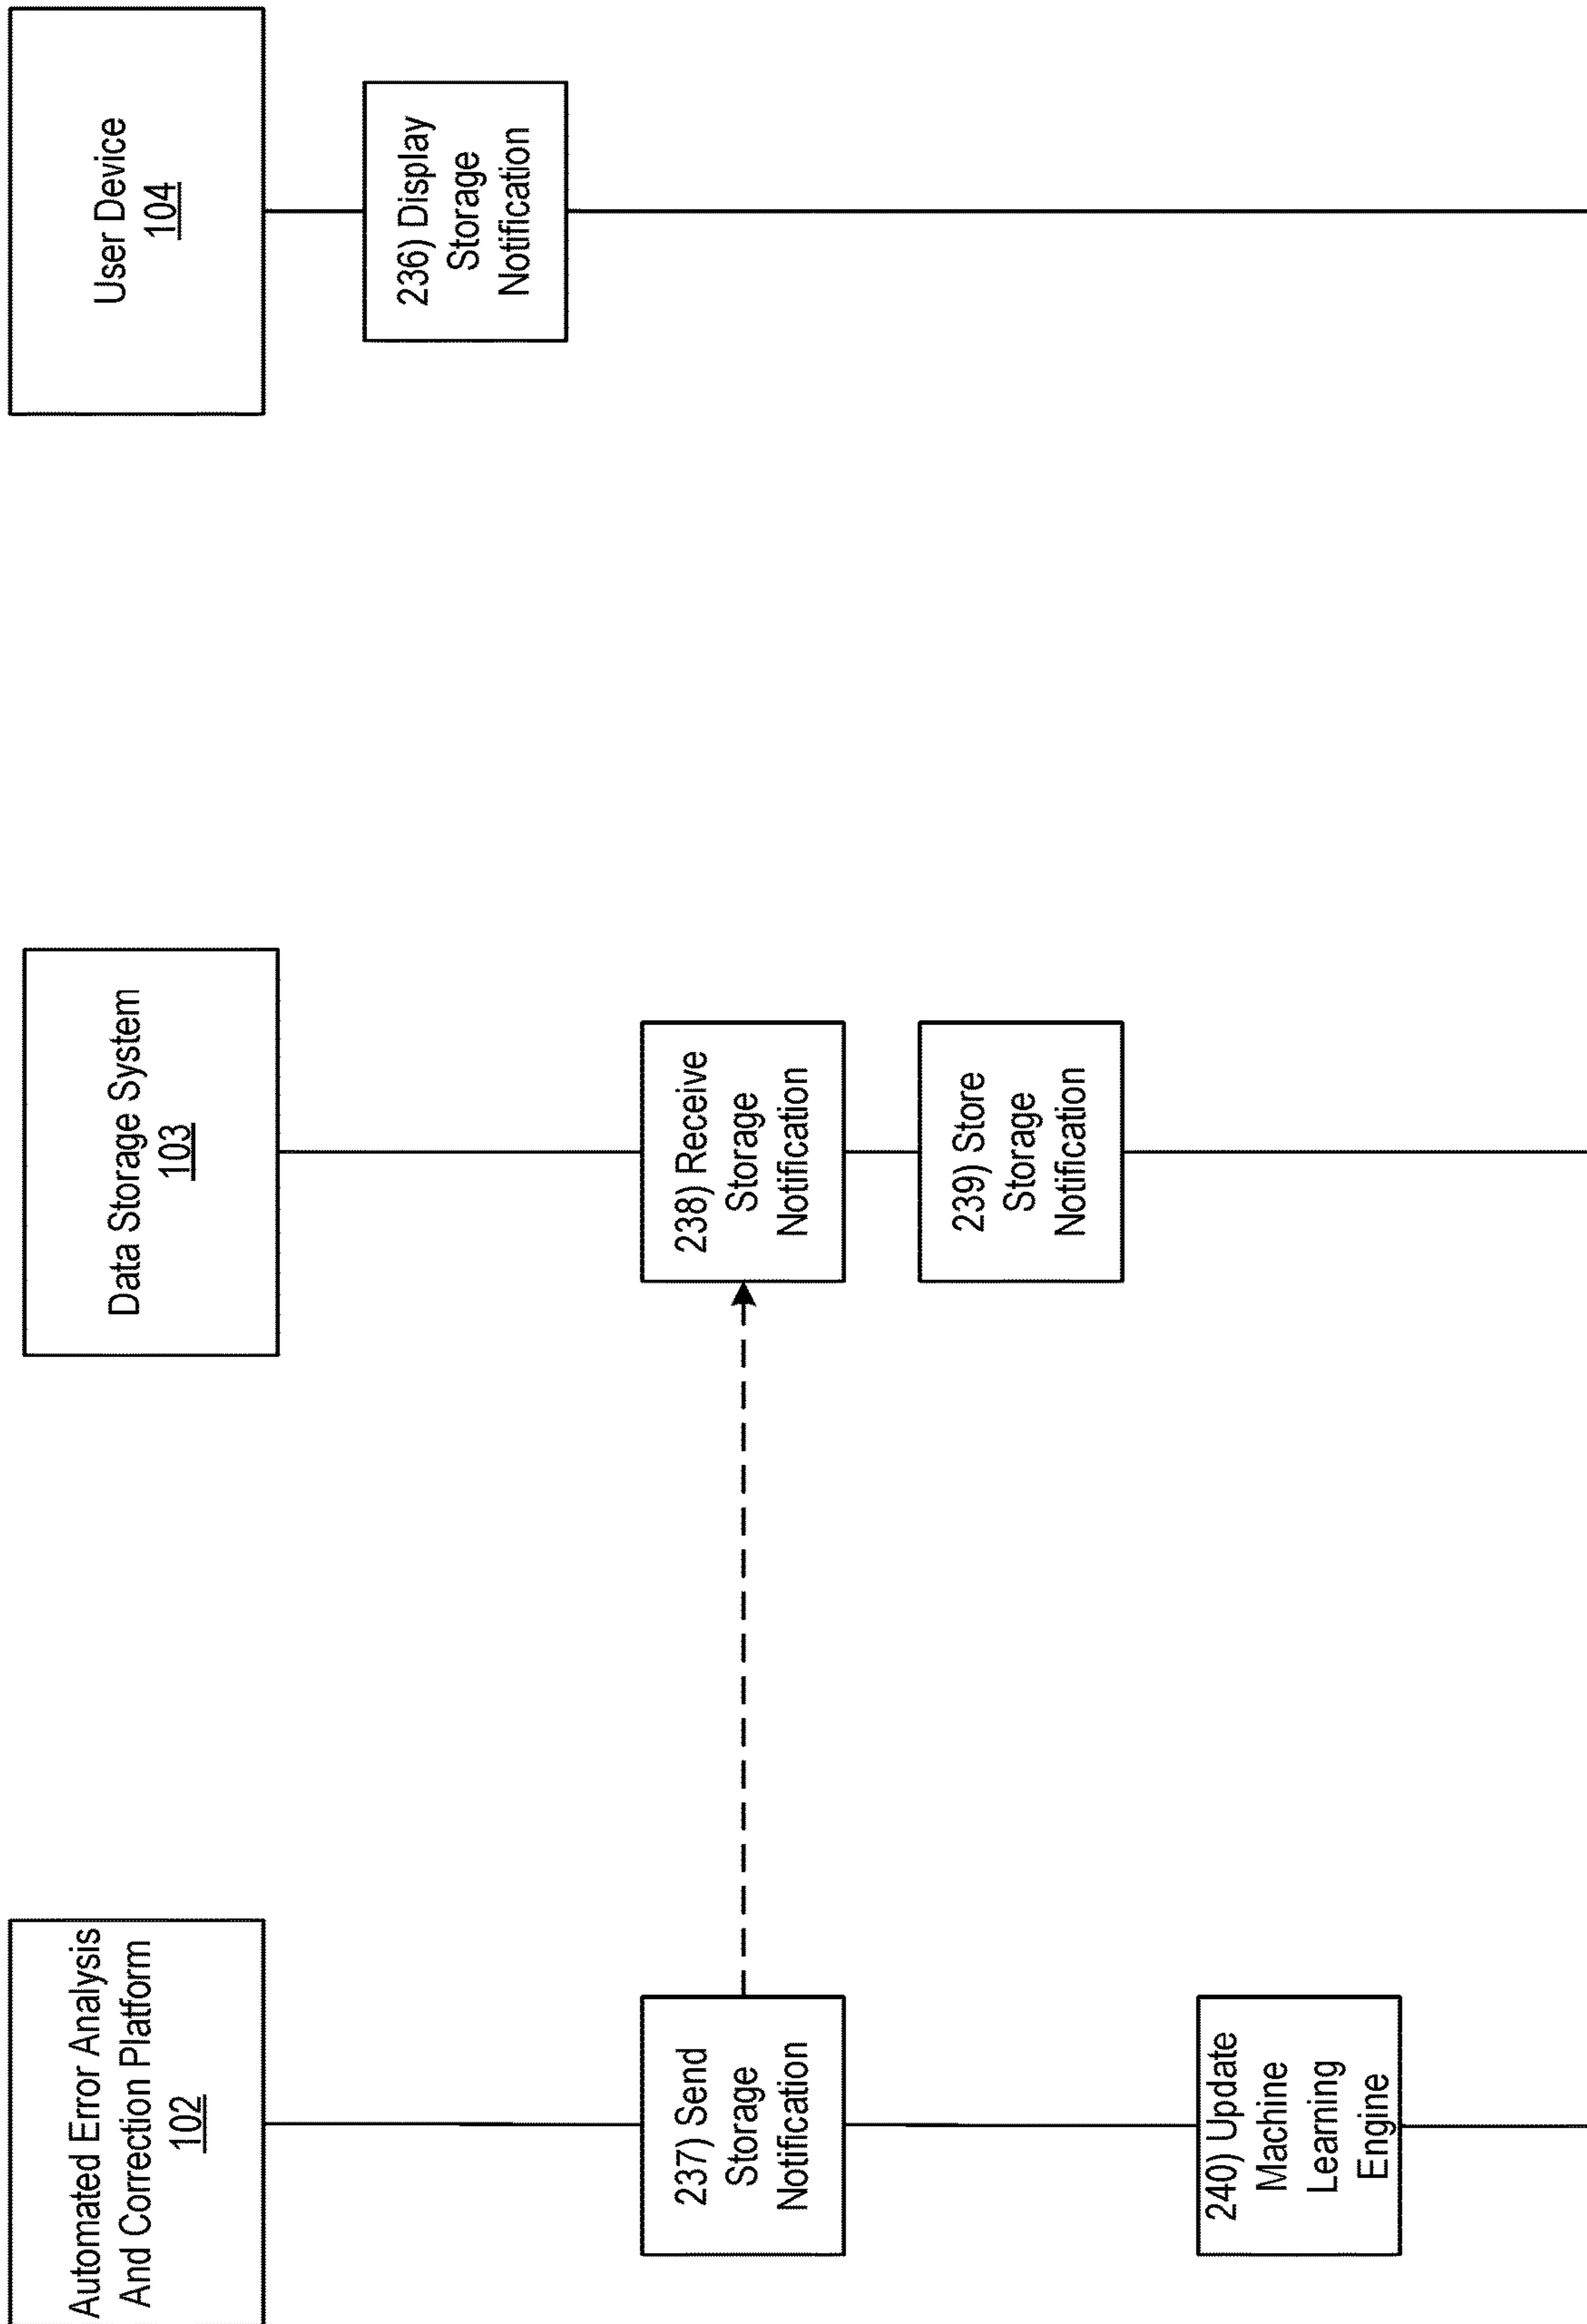 Automated Error Analysis
And Correction Platform
102
Data Storage System
103
User Device
104
236) Display
Storage
Notification
237) Send
Storage
Notification
238) Receive
Storage
Notification
239) Store
Storage
Notification
240) Update
Machine
Learning
Engine